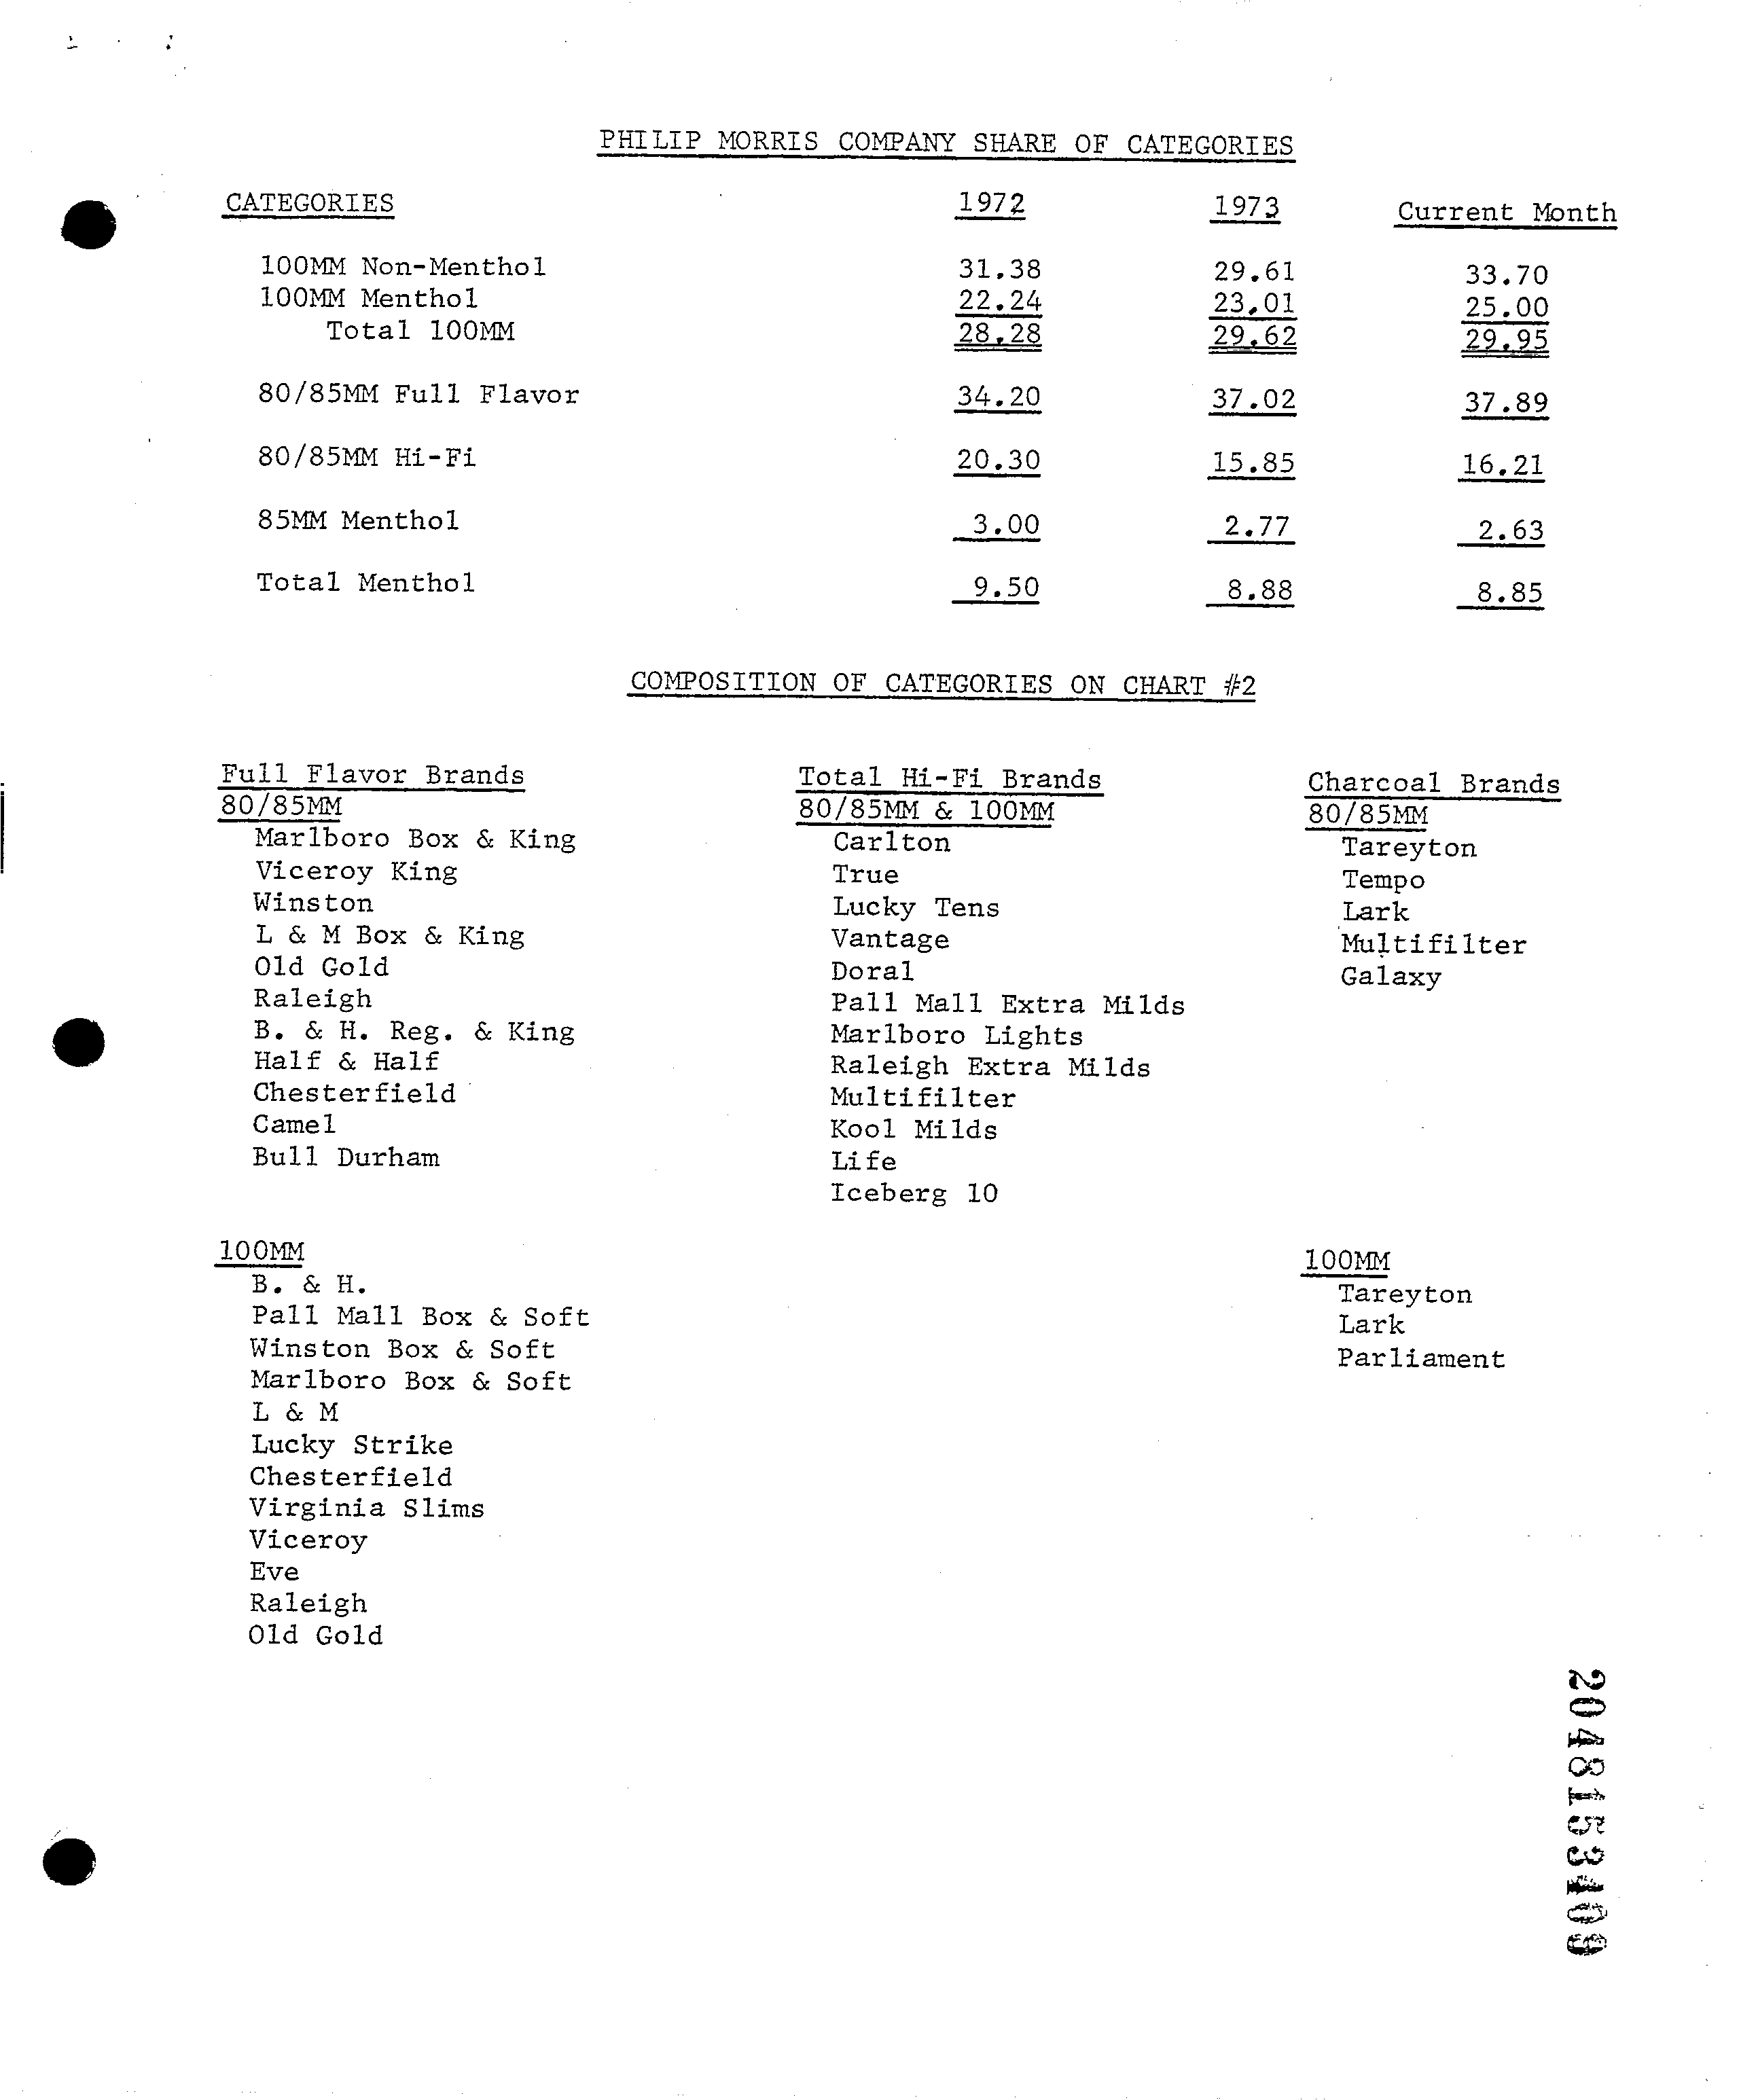 PHILIP MORRIS COMPANY SHARE OF CATEGORIES
CATEGORIES 1972 1973 Current Month
100MM Non-Menthol 31.38 29.61 33.70
100MM Menthol 22.24 23.01 25.00
Total 100MM 28.28 29.62 29.95
80/85MM Full Flavor 34.20 37.02 37.89
80/85MM Hi-Fi 20.30 15.85 16.21
85MM Menthol 3.00 2.77 2.63
Total Menthol 9.50 8.88 8.85
COMPOSITION OF CATEGORIES ON CHART #2
Full Flavor Brands
80/85MM
Marlboro Box & King
Viceroy King
Winston
L & M Box & King
Old Gold
Raleigh
B. & H. Reg. & King
Half & Half
Chesterfield
Camel
Bull Durham
100MM
B. & H.
Pall Mall Box & Soft
Winston Box & Soft
Marlboro Box & Soft
L & M
Lucky Strike
Chesterfield
Virginia Slims
Viceroy
Eve
Raleigh
Old Gold
Total Hi-Fi Brands
80/85MM & 100MM
Carlton
True
Lucky Tens
Vantage
Doral
Pall Mall Extra Milds
Marlboro Lights
Raleigh Extra Milds
Multifilter
Kool Milds
Life
Iceberg 10
Charcoal Brands
80/85MM
Tareyton
Tempo
Lark
Multifilter
Galaxy
100MM
Tareyton
Lark
Parliament
2048153409